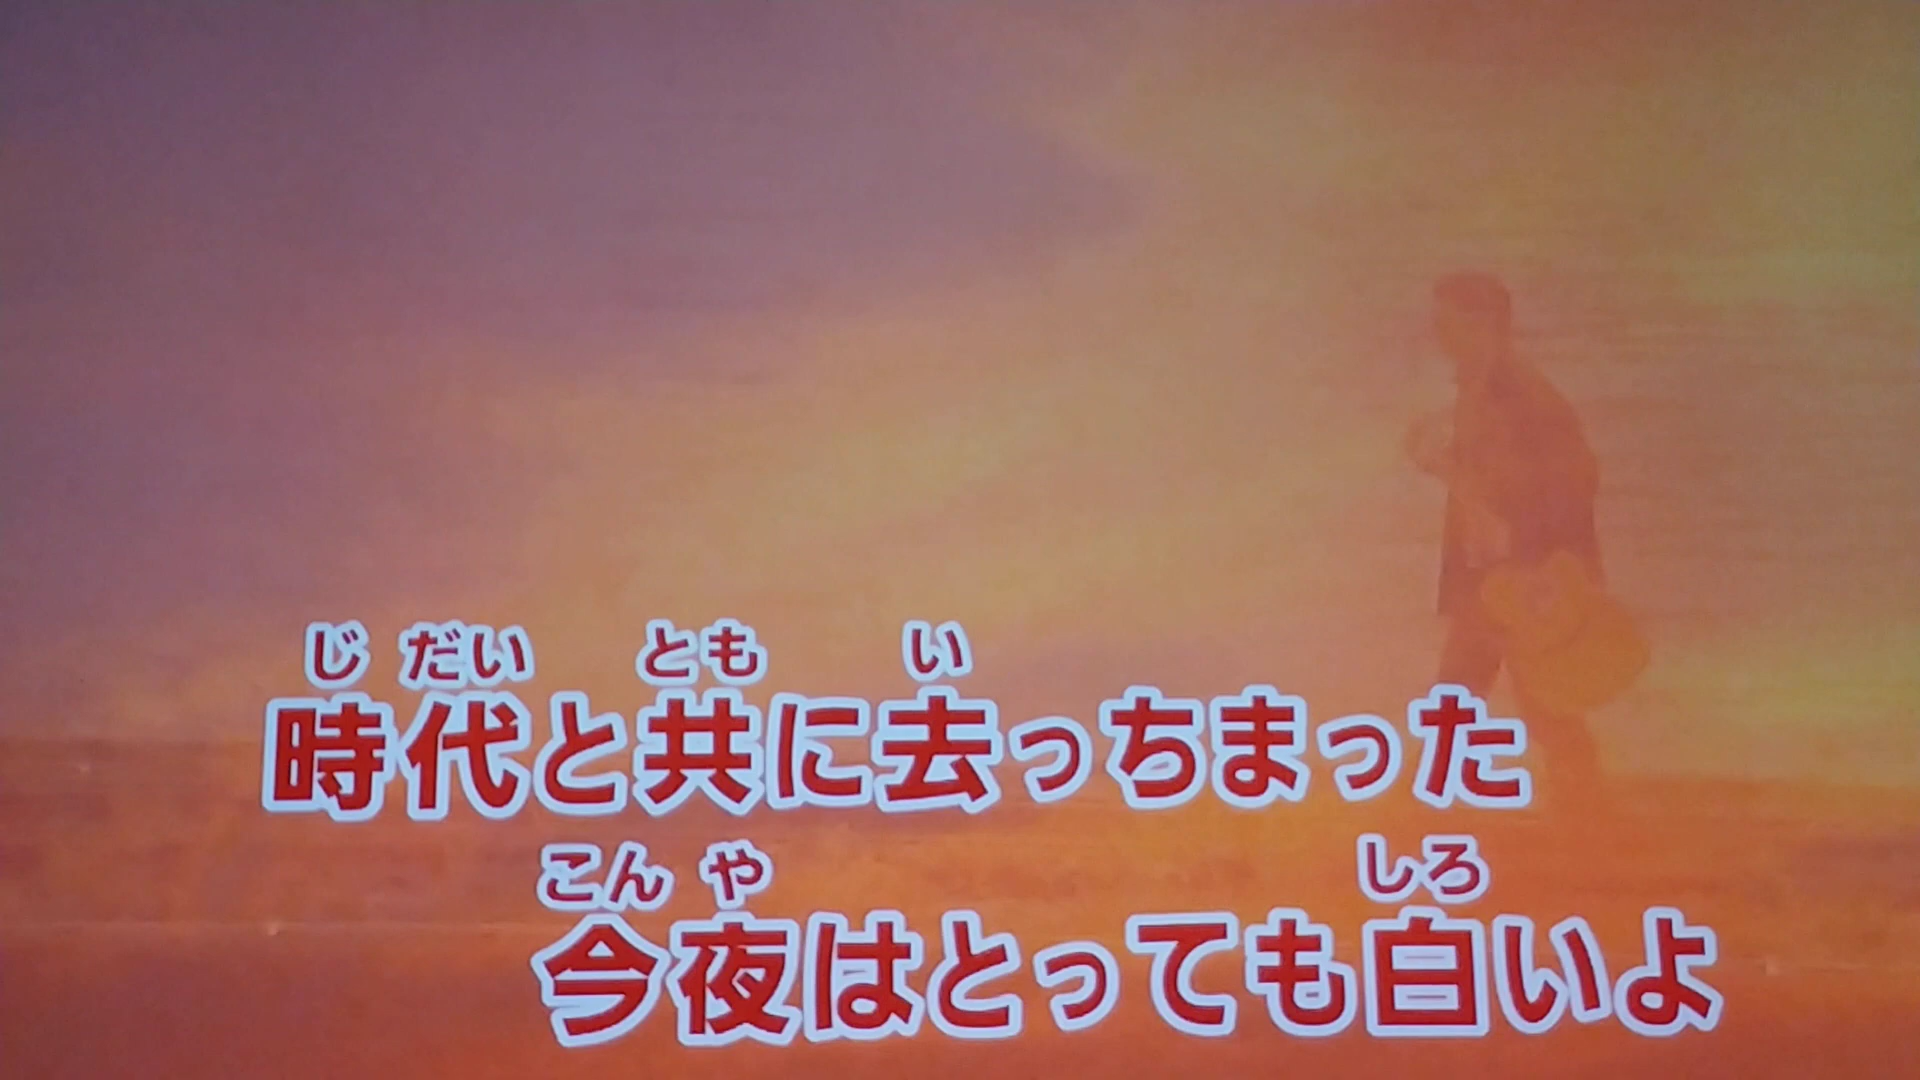 じ だい とも い
時代と共に去っちまった
こん や しろ
今夜はとっても白いよ